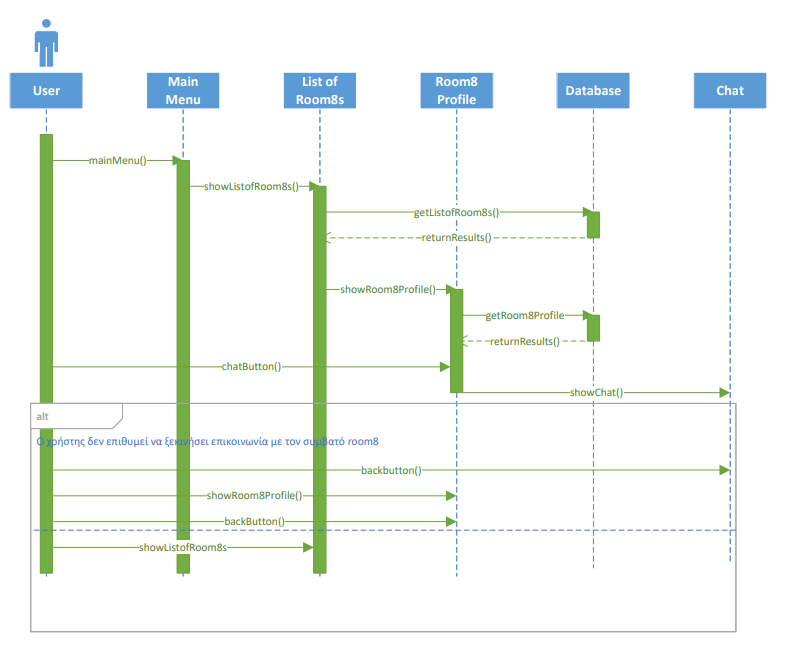 User
Main
Menu
List of
Room8s
Room8
Profile
Database
Chat
mainMenu()
showListofRoom8s()
getListofRoom8s()
returnResults()
showRoom8Profile()
getRoom8Profile
returnResults()
chatButton()
showChat()
alt
Ο χρήστης δεν επιθυμεί να ξεκινήσει επικοινωνία με τον συμβατό room8
backbutton()
showRoom8Profile()
backButton()
showListofRoom8s